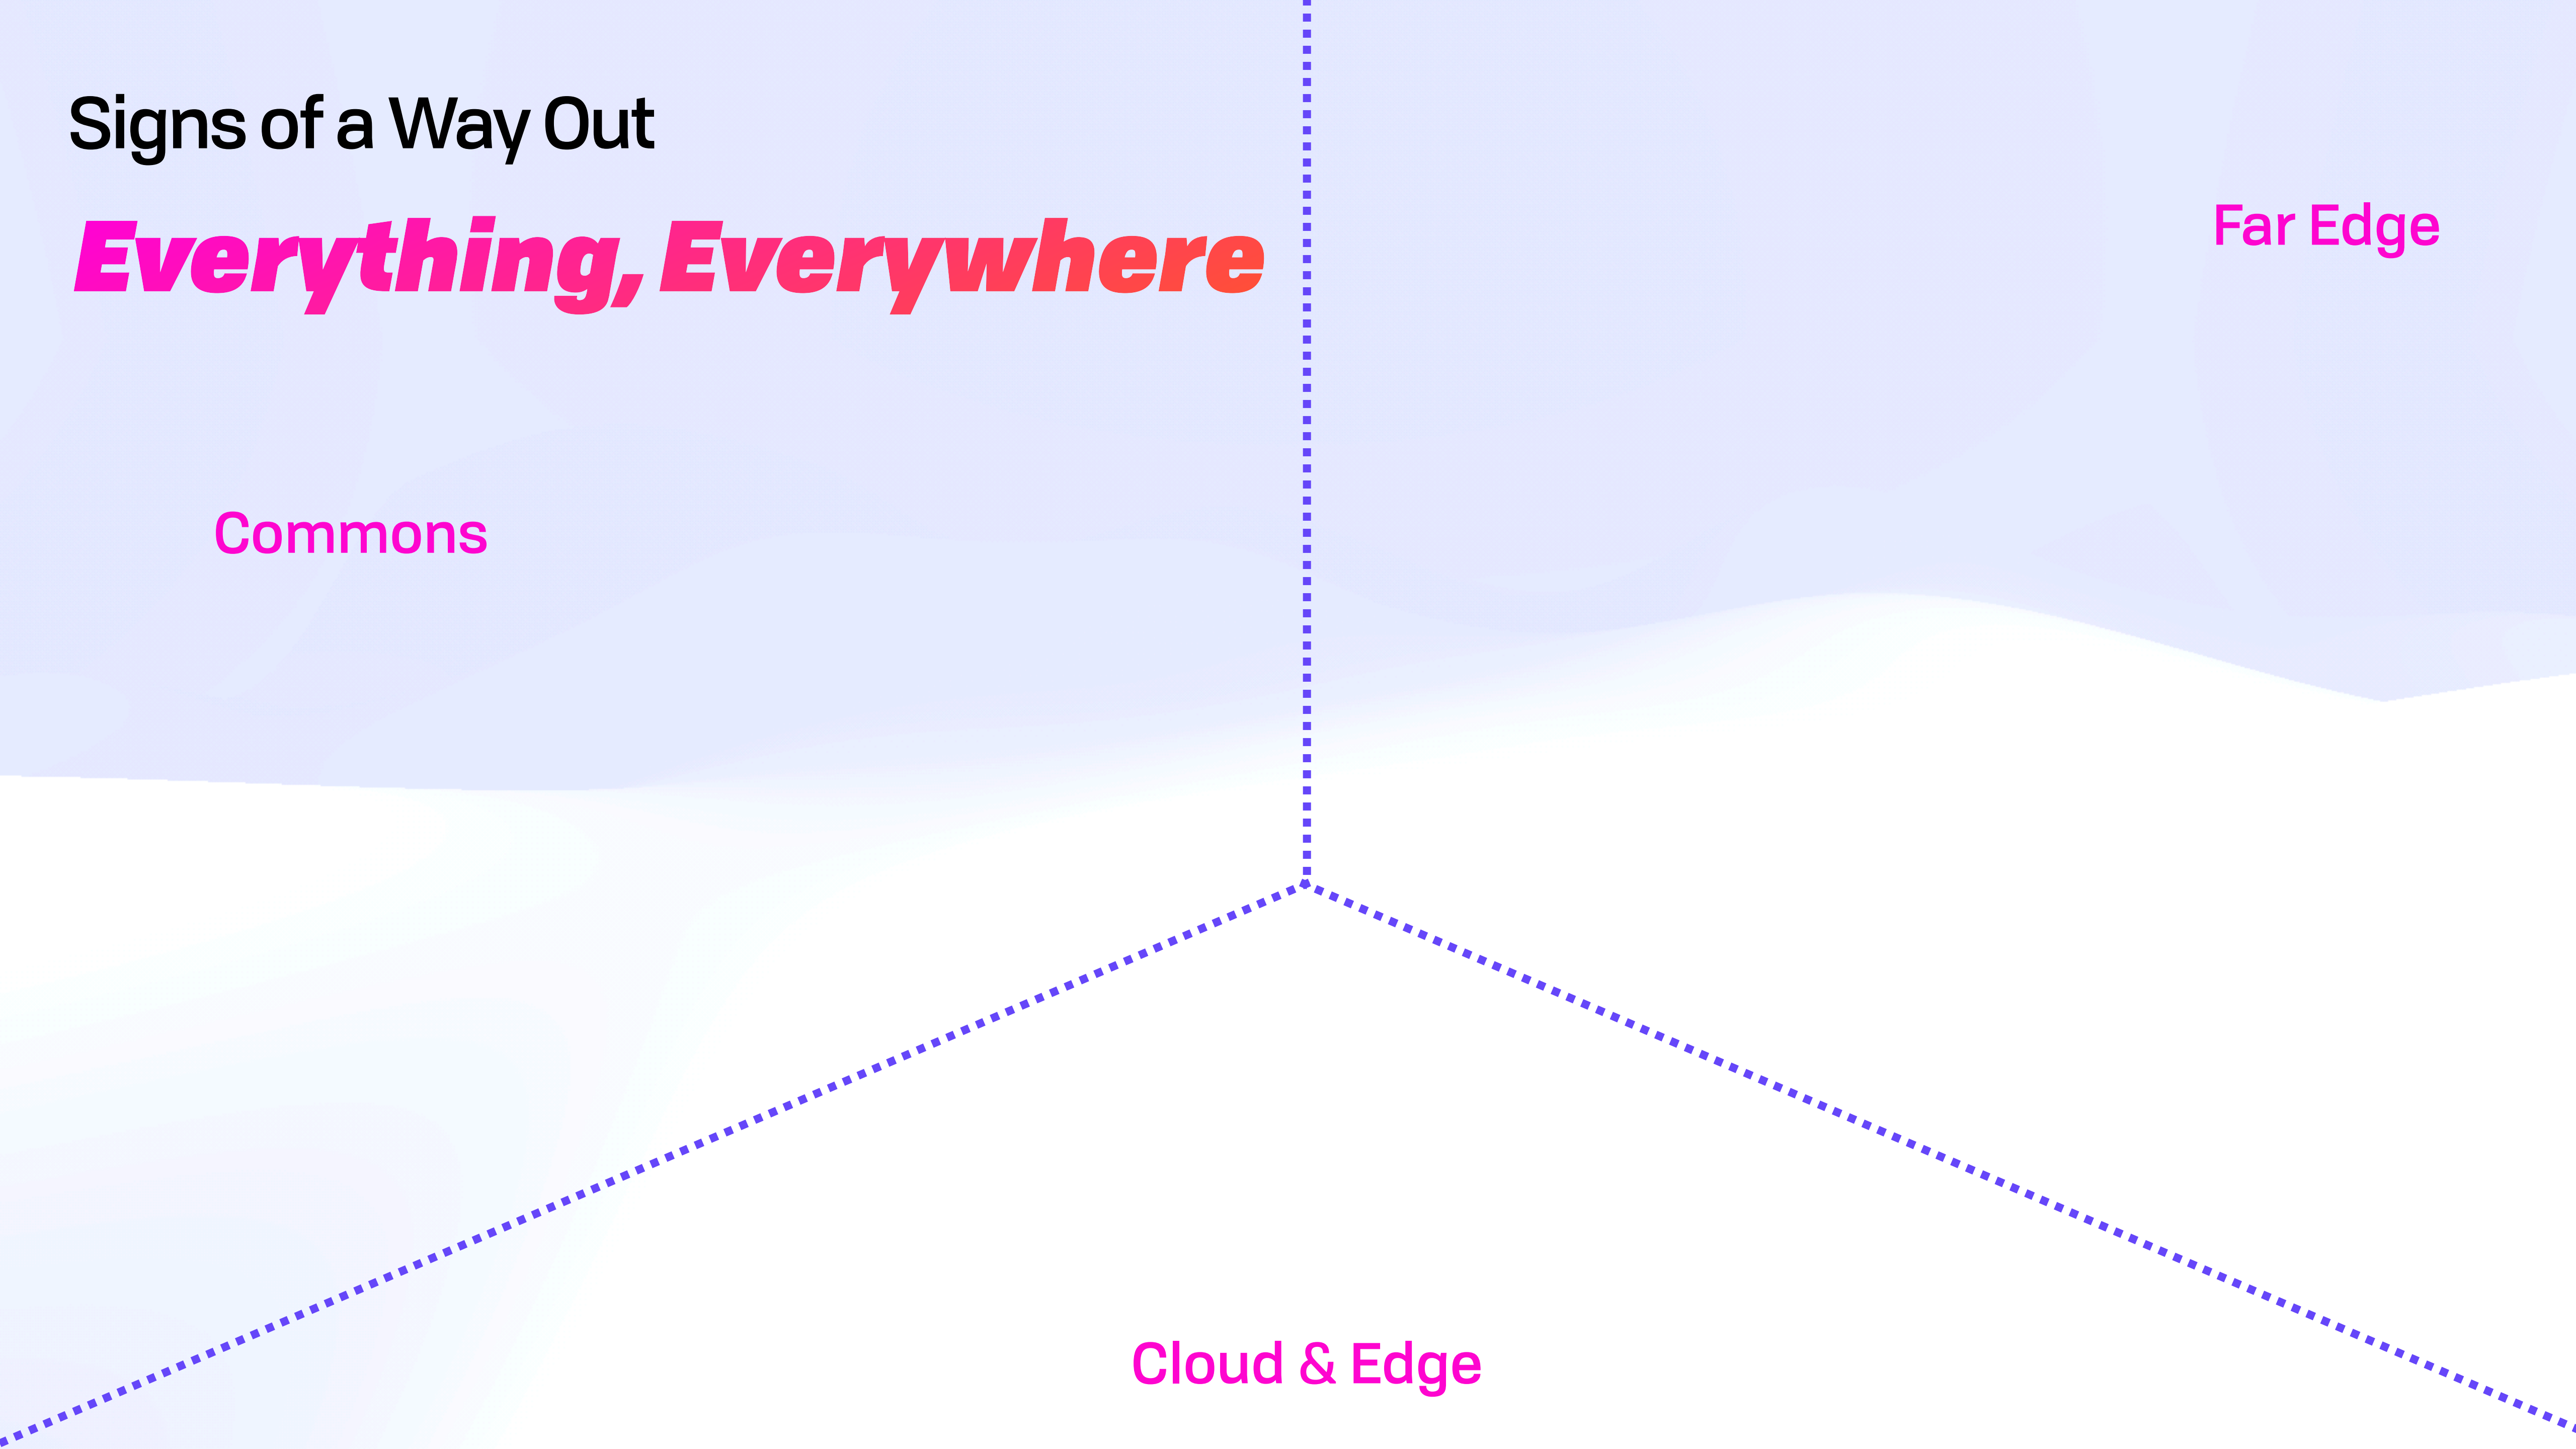 Signs of a Way Out
Everything, Everywhere
Far Edge
Commons
Cloud & Edge